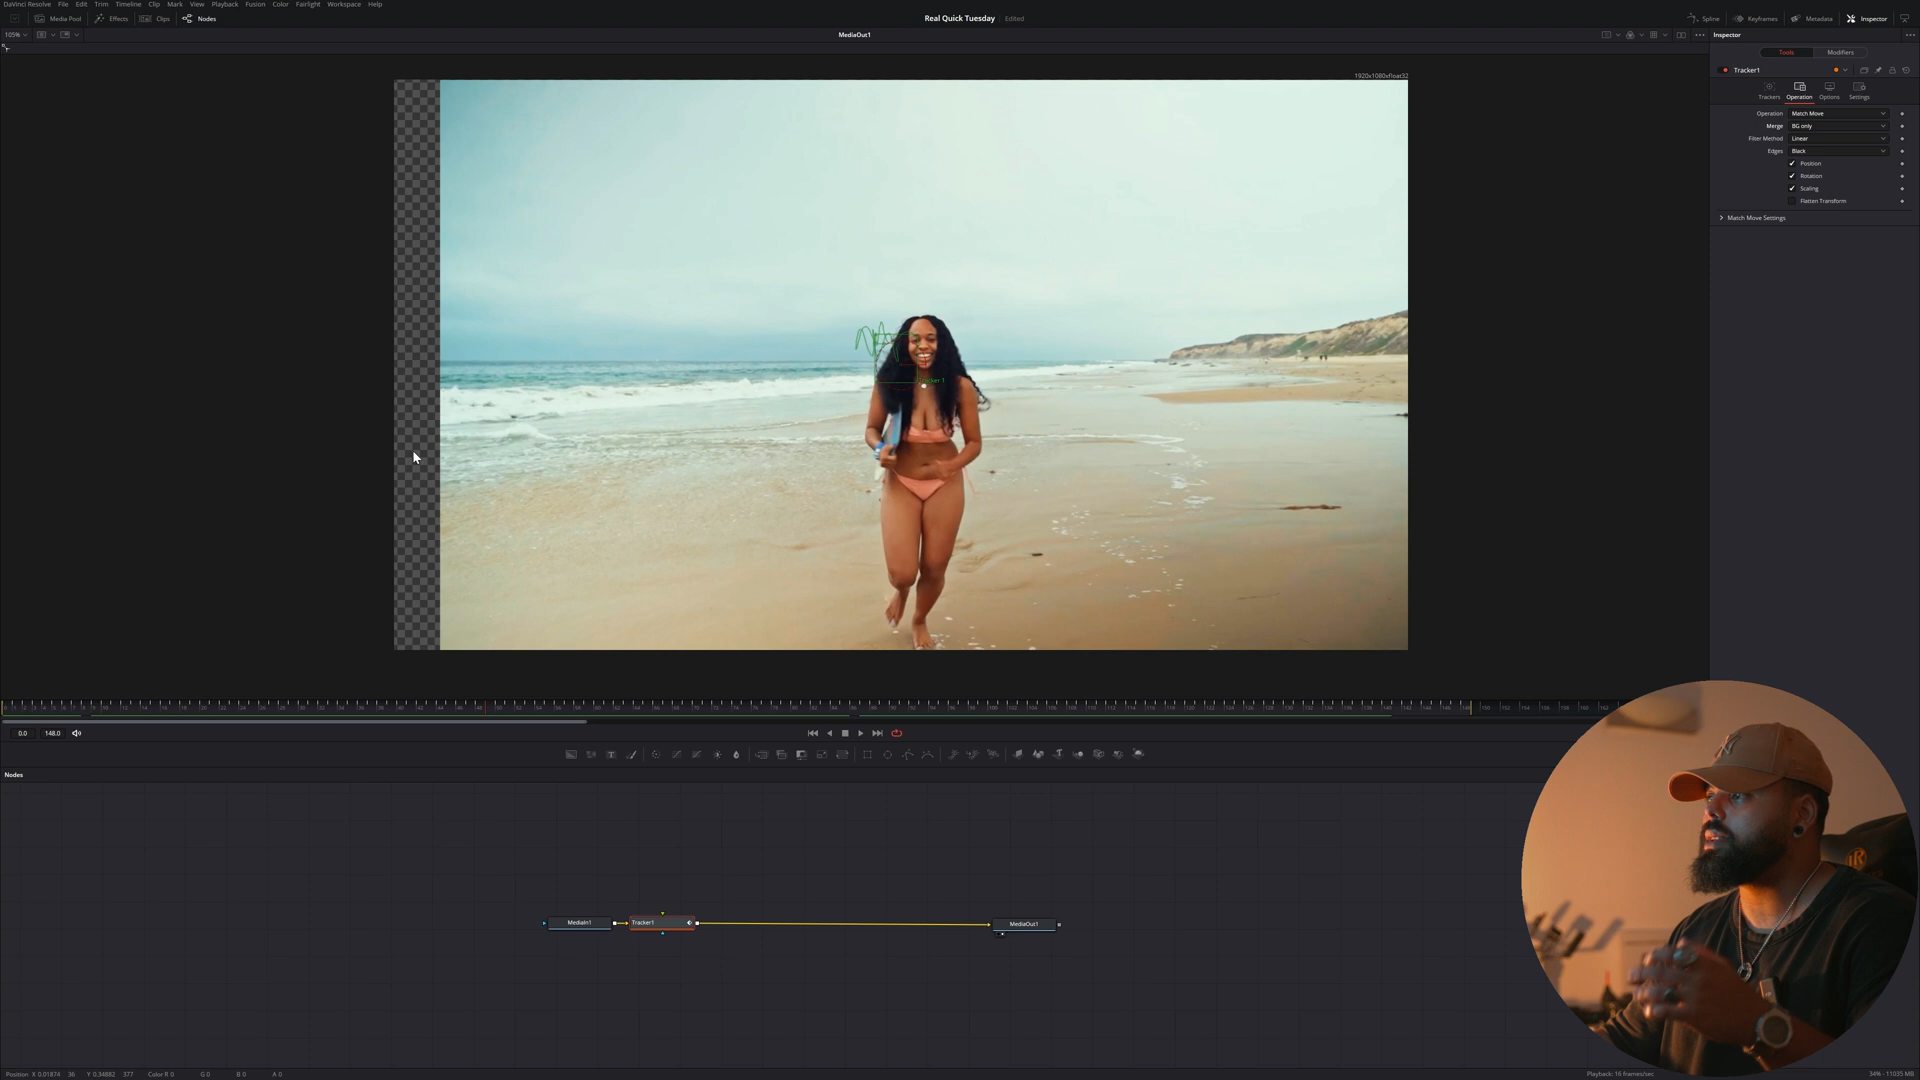 DaVinci Resolve File Edit Trim Timeline Clip Mark View Playback Fusion Color Fairlight Workspace Help
Media Pool Effects Clips Nodes Real Quick Tuesday Edited Spline Keyframes Metadata Inspector
105% MediaOut1 Inspector
Tools Modifiers
1920x1080xfloat32
Tracker1
Trackers Operation Options Settings
Operation Match Move
Merge BG only
Filter Method Linear
Edges Black
Position
Rotation
Scaling
Flatten Transform
Match Move Settings
0.0 148.0
Nodes
MediaIn1 Tracker1 MediaOut1
Position X 0.01874 36 Y 0.34882 377 Color R 0 G 0 B 0 A 0 Playback: 16 frames/sec 34% - 11035 MB